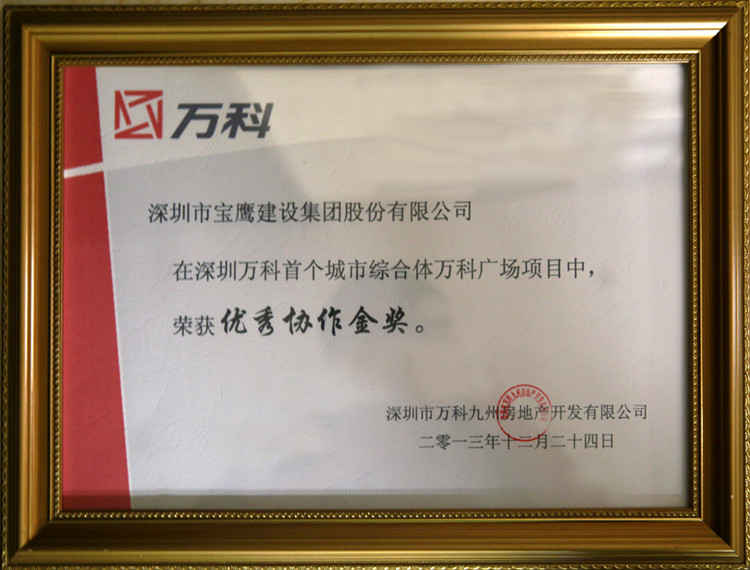 万科
深圳市宝鹰建设集团股份有限公司
在深圳万科首个城市综合体万科广场项目中，
荣获优秀协作金奖。
深圳市万科九州房地产开发有限公司
二零一三年十二月二十四日